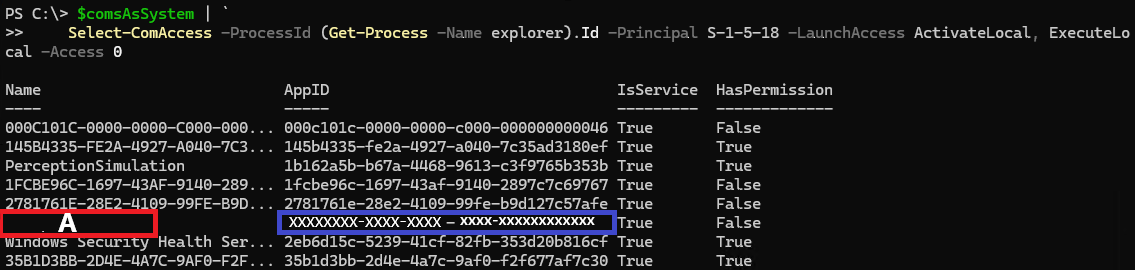 PS C:\> $comsAsSystem | `
>>     Select-ComAccess -ProcessId (Get-Process -Name explorer).Id -Principal S-1-5-18 -LaunchAccess ActivateLocal, ExecuteLo
cal -Access 0
Name AppID IsService HasPermission
---- ----- --------- -------------
000C101C-0000-0000-C000-000... 000c101c-0000-0000-c000-000000000046 True False
145B4335-FE2A-4927-A040-7C3... 145b4335-fe2a-4927-a040-7c35ad3180ef True True
PerceptionSimulation 1b162a5b-b67a-4468-9613-c3f9765b353b True True
1FCBE96C-1697-43AF-9140-289... 1fcbe96c-1697-43af-9140-2897c7c69767 True False
2781761E-28E2-4109-99FE-B9D... 2781761e-28e2-4109-99fe-b9d127c57afe True False
A XXXXXXXX-XXXX-XXXX – XXXX-XXXXXXXXXXXX True False
Windows Security Health Ser... 2eb6d15c-5239-41cf-82fb-353d20b816cf True True
35B1D3BB-2D4E-4A7C-9AF0-F2F... 35b1d3bb-2d4e-4a7c-9af0-f2f677af7c30 True True